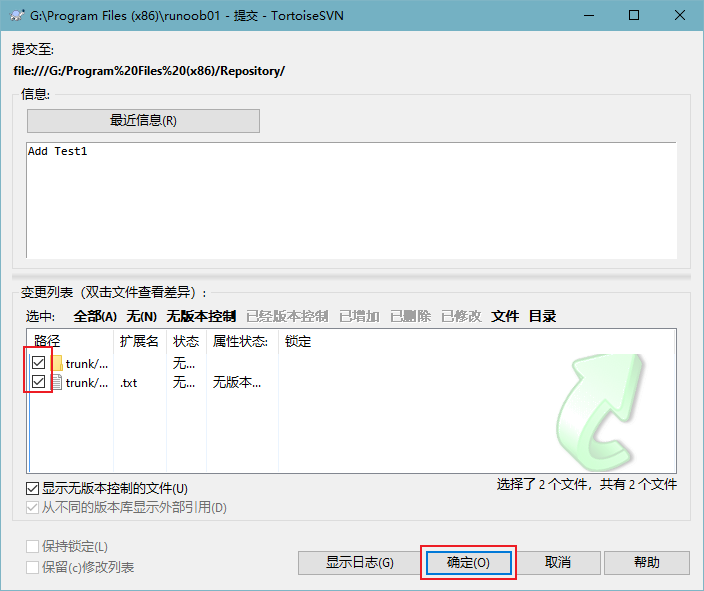 G:\Program Files (x86)\runoob01 - 提交 - TortoiseSVN
提交至:
file:///G:/Program%20Files%20(x86)/Repository/
信息:
最近信息(R)
Add Test1
变更列表（双击文件查看差异）:
选中: 全部(A) 无(N) 无版本控制 已经版本控制 已增加 已删除 已修改 文件 目录
路径 扩展名 状态 属性状态: 锁定
trunk/... 无...
trunk/... .txt 无... 无版本...
显示无版本控制的文件(U) 选择了 2 个文件，共有 2 个文件
从不同的版本库显示外部引用(D)
保持锁定(L)
保留(c)修改列表
显示日志(G) 确定(O) 取消 帮助